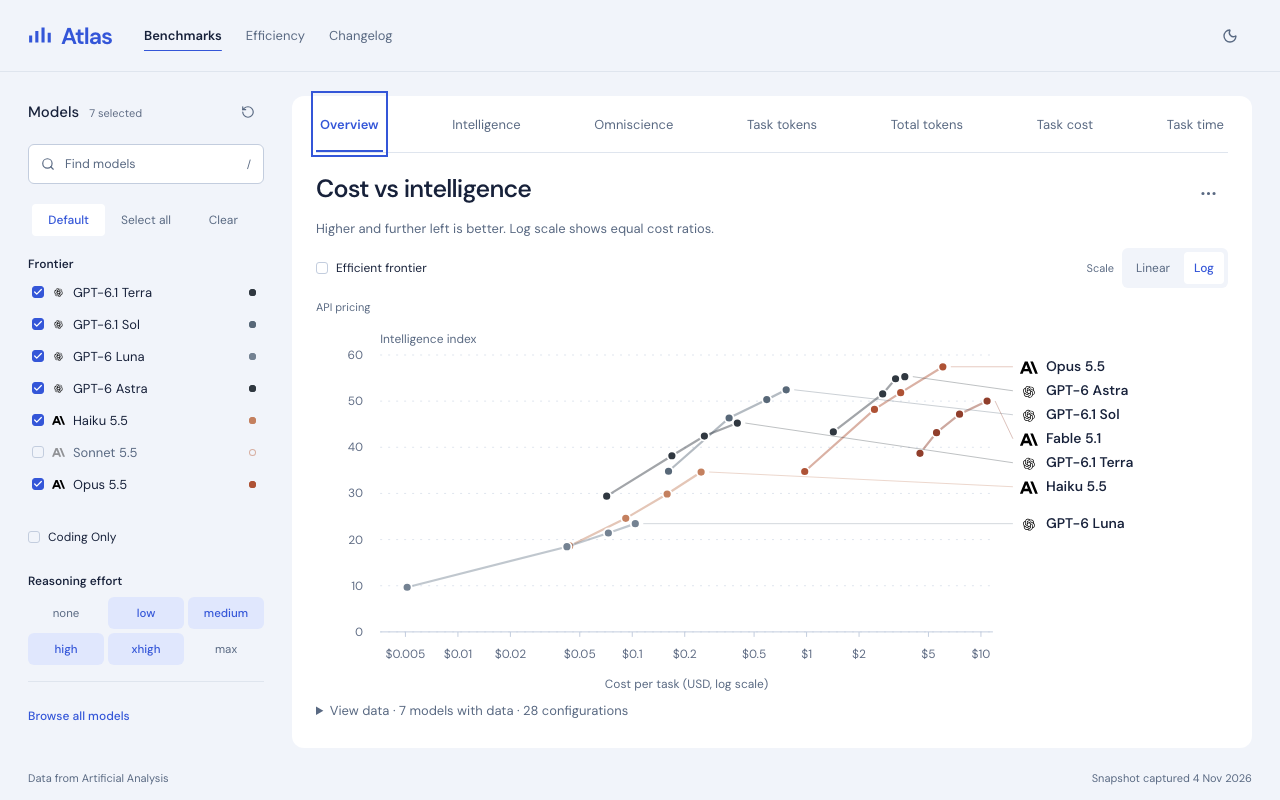 Atlas
Benchmarks
Efficiency
Changelog
Models
7 selected
Find models
/
Default
Select all
Clear
Frontier
GPT-6.1 Terra
GPT-6.1 Sol
GPT-6 Luna
GPT-6 Astra
Haiku 5.5
Sonnet 5.5
Opus 5.5
Coding Only
Reasoning effort
none
low
medium
high
xhigh
max
Browse all models
Overview
Intelligence
Omniscience
Task tokens
Total tokens
Task cost
Task time
Cost vs intelligence
Higher and further left is better. Log scale shows equal cost ratios.
Efficient frontier
Scale
Linear
Log
API pricing
Intelligence index
60
50
40
30
20
10
0
$0.005
$0.01
$0.02
$0.05
$0.1
$0.2
$0.5
$1
$2
$5
$10
Cost per task (USD, log scale)
Opus 5.5
GPT-6 Astra
GPT-6.1 Sol
Fable 5.1
GPT-6.1 Terra
Haiku 5.5
GPT-6 Luna
View data · 7 models with data · 28 configurations
Data from Artificial Analysis
Snapshot captured 4 Nov 2026